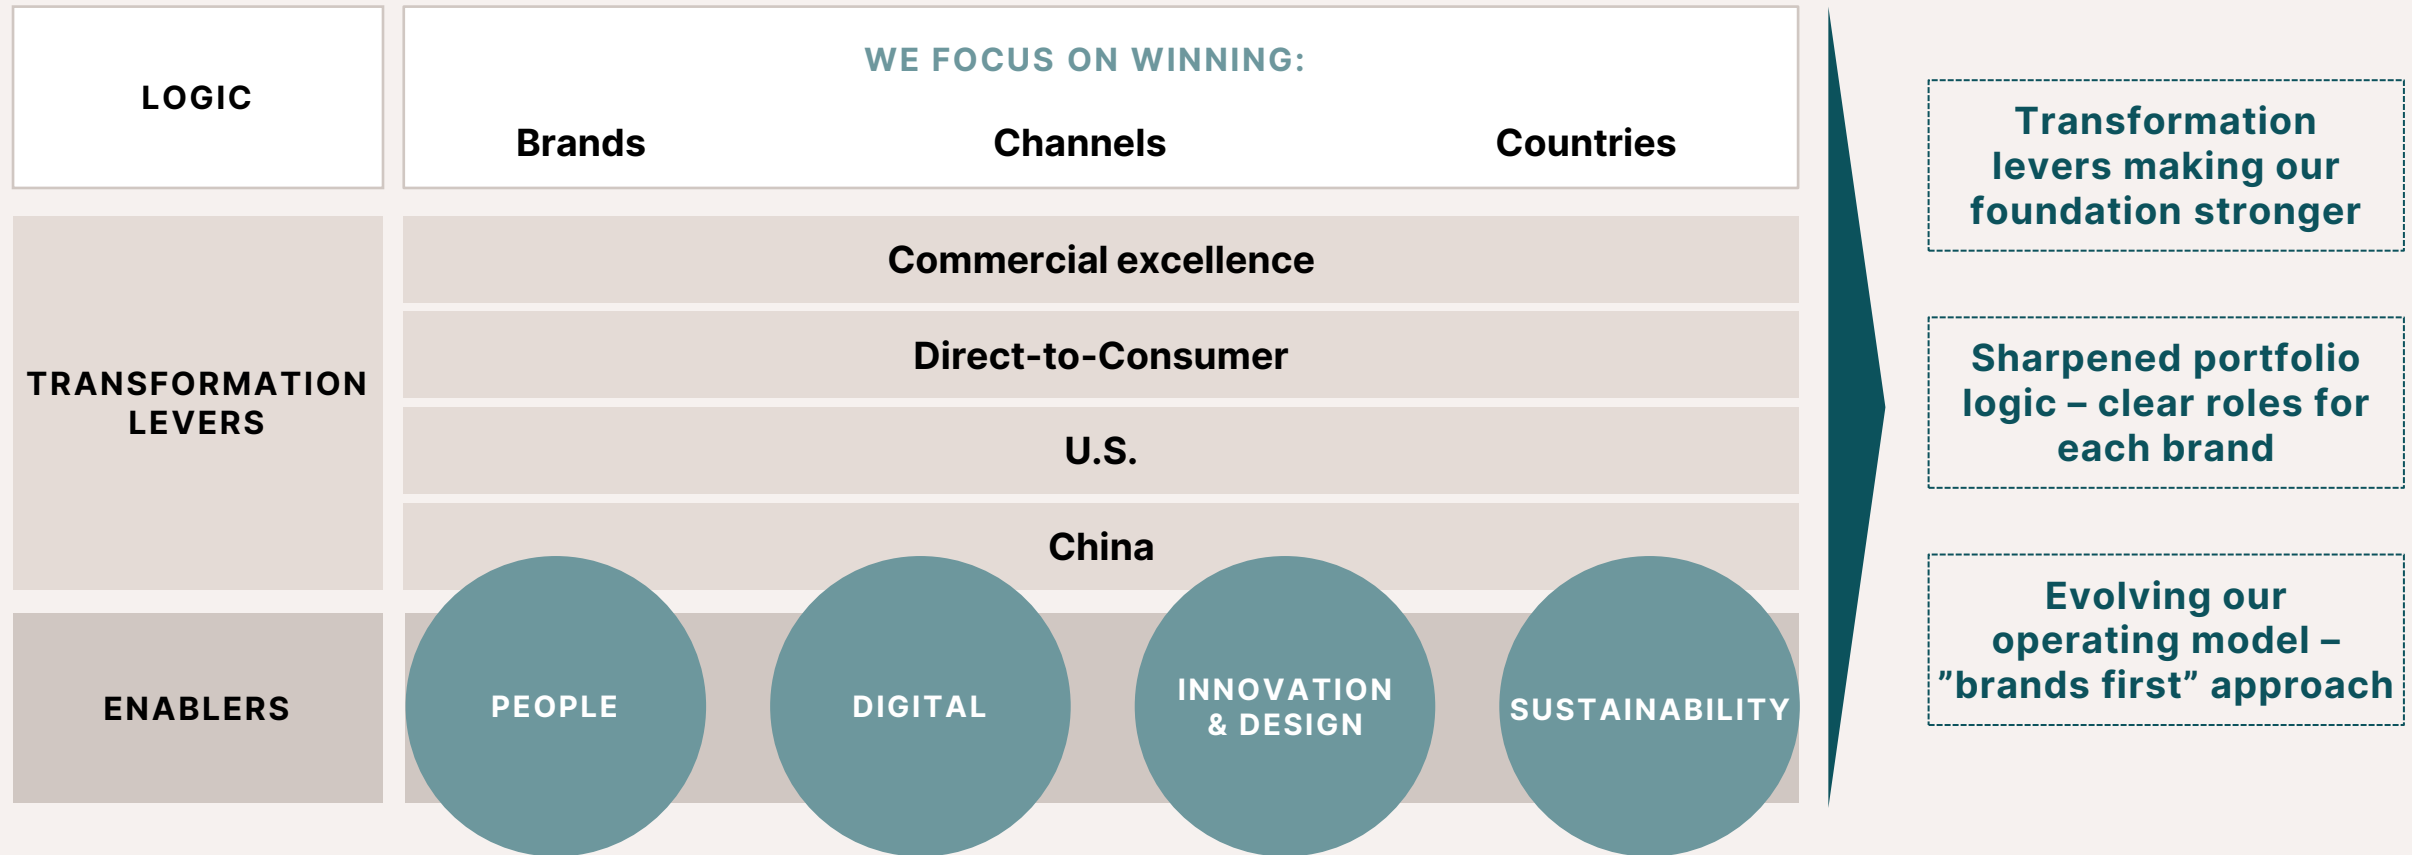 LOGIC
WE FOCUS ON WINNING:
Brands
Channels
Countries
TRANSFORMATION
LEVERS
Commercial excellence
Direct-to-Consumer
U.S.
China
ENABLERS
PEOPLE
DIGITAL
INNOVATION
& DESIGN
SUSTAINABILITY
Transformation
levers making our
foundation stronger
Sharpened portfolio
logic – clear roles for
each brand
Evolving our
operating model –
”brands first” approach